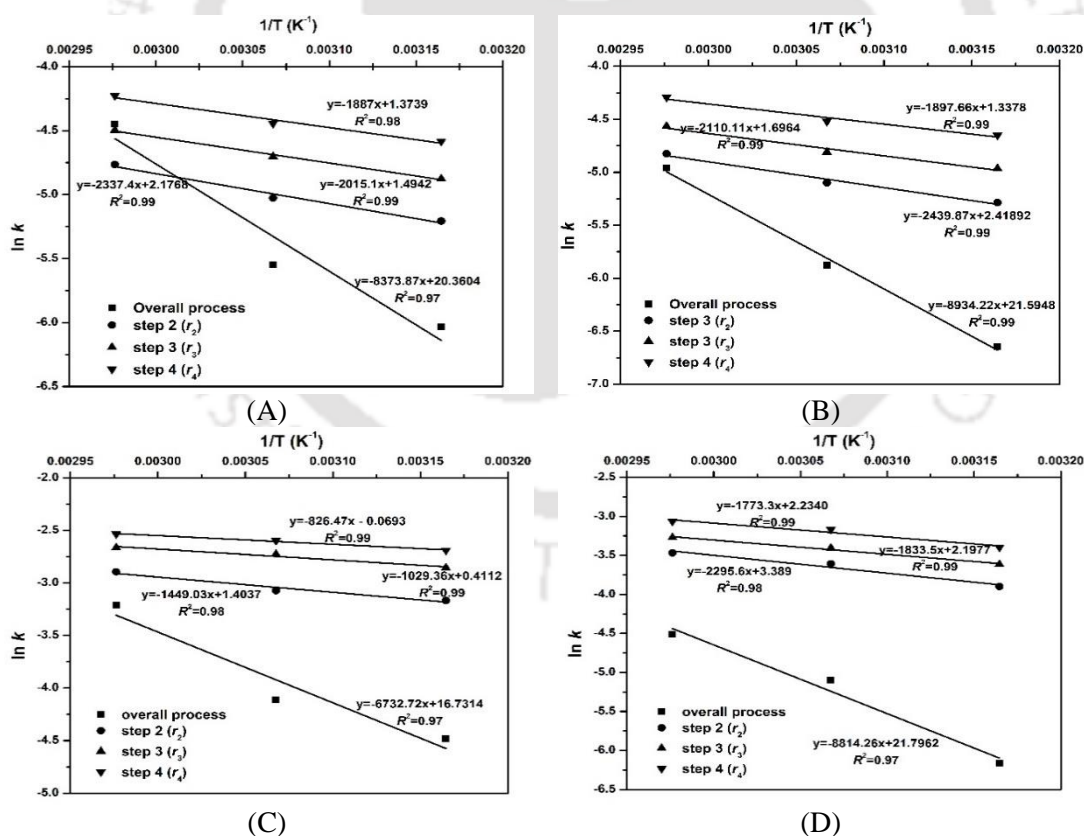 1/T (K⁻¹)
0.00295 0.00300 0.00305 0.00310 0.00315 0.00320
-4.0
-4.5
-5.0
-5.5
-6.0
-6.5
ln k
y=-1887x+1.3739
R²=0.98
y=-2337.4x+2.1768
R²=0.99
y=-2015.1x+1.4942
R²=0.99
y=-8373.87x+20.3604
R²=0.97
Overall process
step 2 (r₂)
step 3 (r₃)
step 4 (r₄)
(A)
1/T (K⁻¹)
0.00295 0.00300 0.00305 0.00310 0.00315 0.00320
-4.0
-4.5
-5.0
-5.5
-6.0
-6.5
-7.0
ln k
y=-1897.66x+1.3378
R²=0.99
y=-2110.11x+1.6964
R²=0.99
y=-2439.87x+2.41892
R²=0.99
y=-8934.22x+21.5948
R²=0.99
Overall process
step 3 (r₂)
step 3 (r₃)
step 4 (r₄)
(B)
1/T (K⁻¹)
0.00295 0.00300 0.00305 0.00310 0.00315 0.00320
-2.0
-2.5
-3.0
-3.5
-4.0
-4.5
-5.0
ln k
y=-826.47x - 0.0693
R²=0.99
y=-1029.36x+0.4112
R²=0.99
y=-1449.03x+1.4037
R²=0.98
y=-6732.72x+16.7314
R²=0.97
overall process
step 2 (r₂)
step 3 (r₃)
step 4 (r₄)
(C)
1/T (K⁻¹)
0.00295 0.00300 0.00305 0.00310 0.00315 0.00320
-2.5
-3.0
-3.5
-4.0
-4.5
-5.0
-5.5
-6.0
-6.5
ln k
y=-1773.3x+2.2340
R²=0.99
y=-1833.5x+2.1977
R²=0.99
y=-2295.6x+3.389
R²=0.98
y=-8814.26x+21.7962
R²=0.97
overall process
step 2 (r₂)
step 3 (r₃)
step 4 (r₄)
(D)